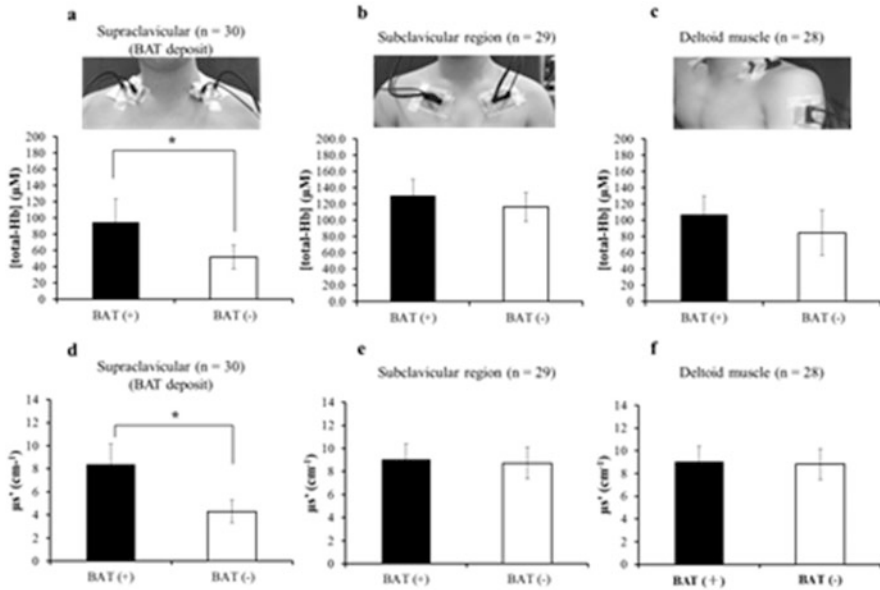 a
Supraclavicular (n = 30)
(BAT deposit)
b
Subclavicular region (n = 29)
c
Deltoid muscle (n = 28)
[total-Hb] (μM)
200
180
160
140
120
100
80
60
40
20
0
*
BAT (+)
BAT (-)
[total-Hb] (μM)
200.0
180.0
160.0
140.0
120.0
100.0
80.0
60.0
40.0
20.0
0.0
BAT (+)
BAT (-)
[total-Hb] (μM)
200
180
160
140
120
100
80
60
40
20
0
BAT (+)
BAT (-)
d
Supraclavicular (n = 30)
(BAT deposit)
e
Subclavicular region (n = 29)
f
Deltoid muscle (n = 28)
μs' (cm-¹)
14
12
10
8
6
4
2
0
*
BAT (+)
BAT (-)
μs' (cm⁻¹)
14
12
10
8
6
4
2
0
BAT (+)
BAT (-)
μs' (cm⁻¹)
14
12
10
8
6
4
2
0
BAT (+)
BAT (-)